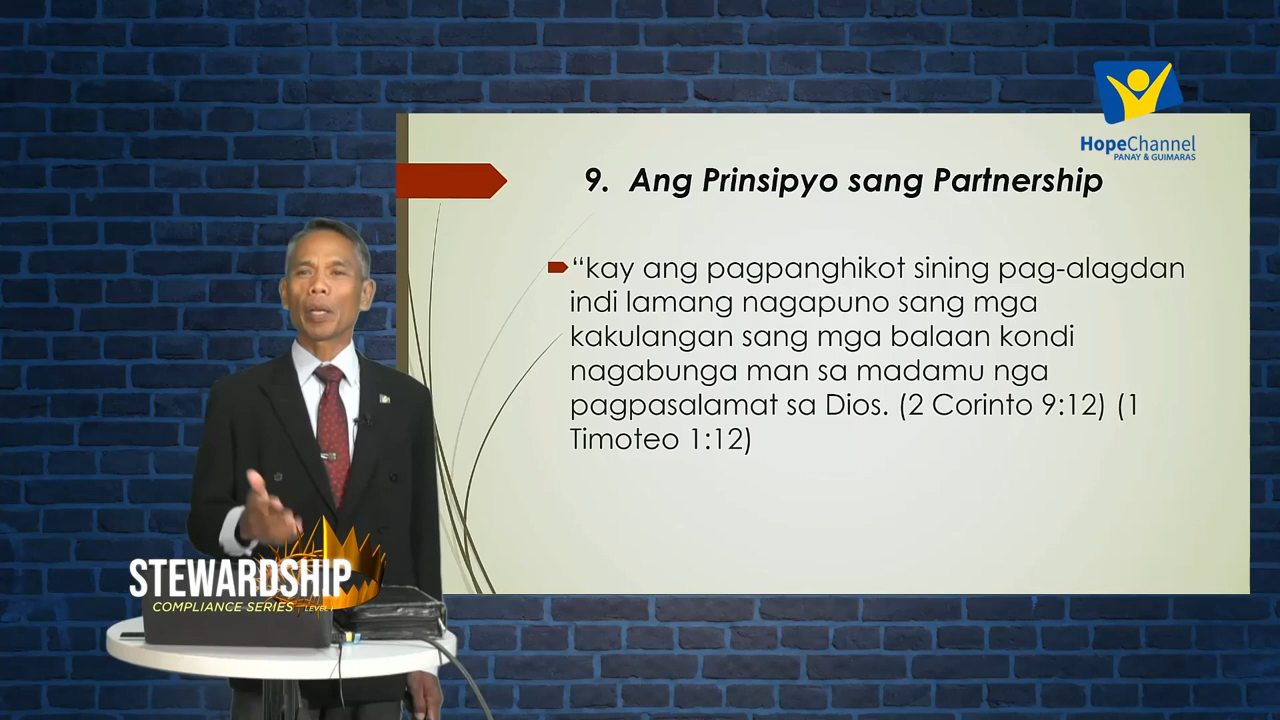 HopeChannel
PANAY & GUIMARAS
9. Ang Prinsipyo sang Partnership
“kay ang pagpanghikot sining pag-alagdan
indi lamang nagapuno sang mga
kakulangan sang mga balaan kondi
nagabunga man sa madamu nga
pagpasalamat sa Dios. (2 Corinto 9:12) (1
Timoteo 1:12)
STEWARDSHIP
COMPLIANCE SERIES LEVEL I